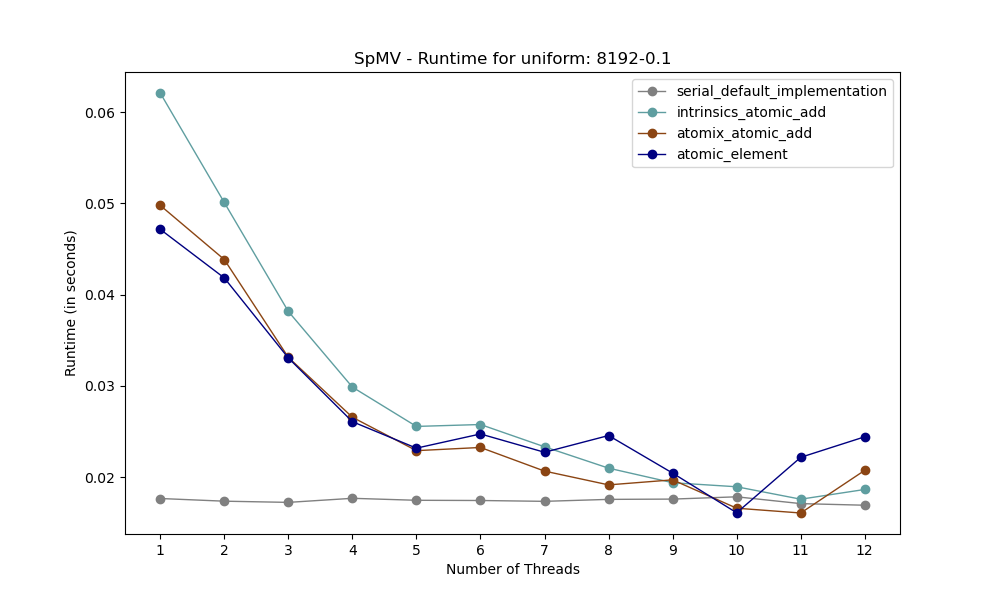 SpMV - Runtime for uniform: 8192-0.1
serial_default_implementation
intrinsics_atomic_add
atomix_atomic_add
atomic_element
Runtime (in seconds)
0.06
0.05
0.04
0.03
0.02
1 2 3 4 5 6 7 8 9 10 11 12
Number of Threads